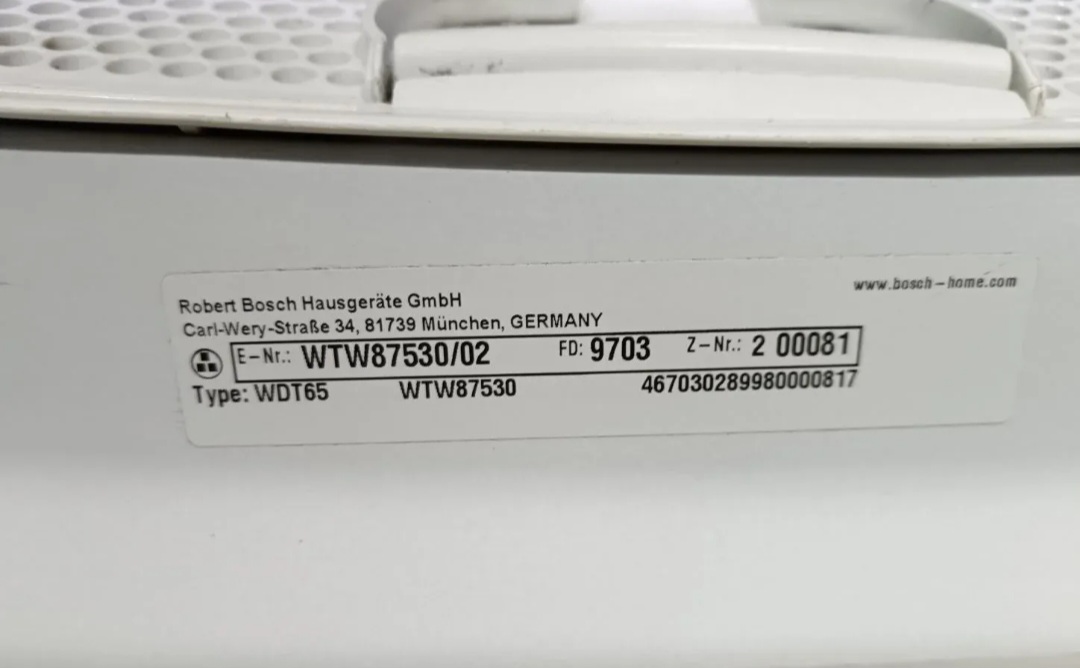 www.bosch-home.com
Robert Bosch Hausgeräte GmbH
Carl-Wery-Straße 34, 81739 München, GERMANY
E-Nr.: WTW87530/02 FD: 9703 Z-Nr.: 2 00081
Type: WDT65 WTW87530 467030289980000817